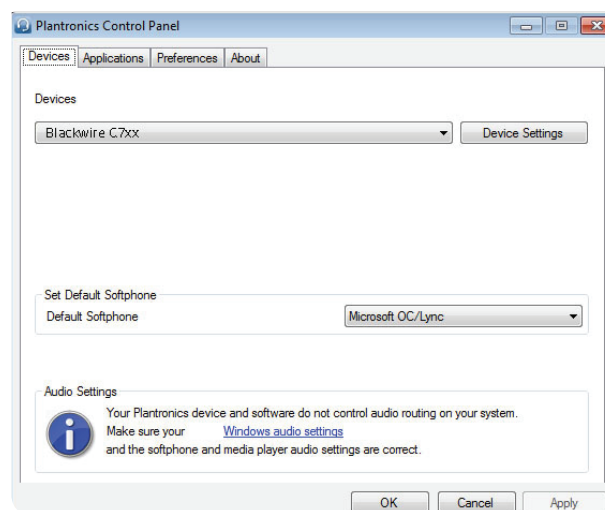 Plantronics Control Panel
Devices Applications Preferences About
Devices
Blackwire C7xx Device Settings
Set Default Softphone
Default Softphone Microsoft OC/Lync
Audio Settings
Your Plantronics device and software do not control audio routing on your system.
Make sure your Windows audio settings
and the softphone and media player audio settings are correct.
OK Cancel Apply